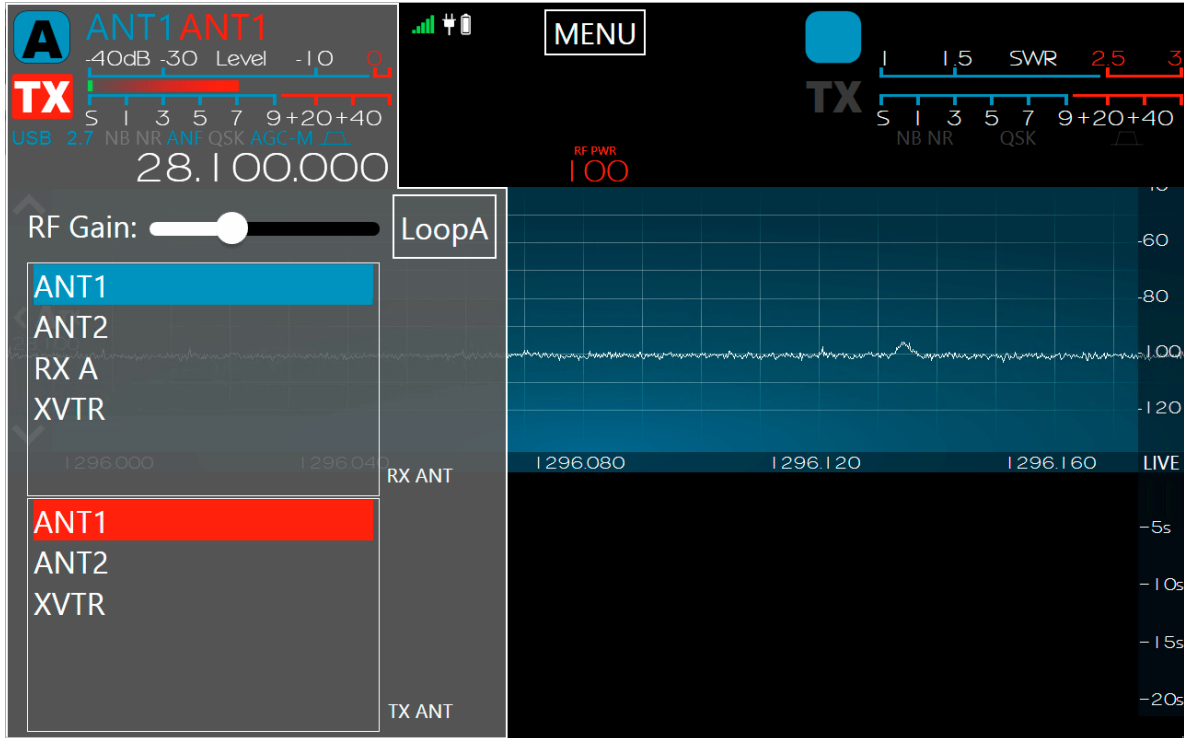 A ANT1 ANT1
-40dB -30 Level -10 0
TX
S 1 3 5 7 9+20+40
USB 2.7 NB NR ANF QSK AGC-M
28.100.000
MENU
RF PWR
100
1 1.5 SWR 2.5 3
TX
S 1 3 5 7 9+20+40
NB NR QSK
RF Gain:
LoopA
ANT1
ANT2
RX A
XVTR
RX ANT
ANT1
ANT2
XVTR
TX ANT
-60
-80
-100
-120
1296.000 1296.040 1296.080 1296.120 1296.160 LIVE
-5s
-10s
-15s
-20s